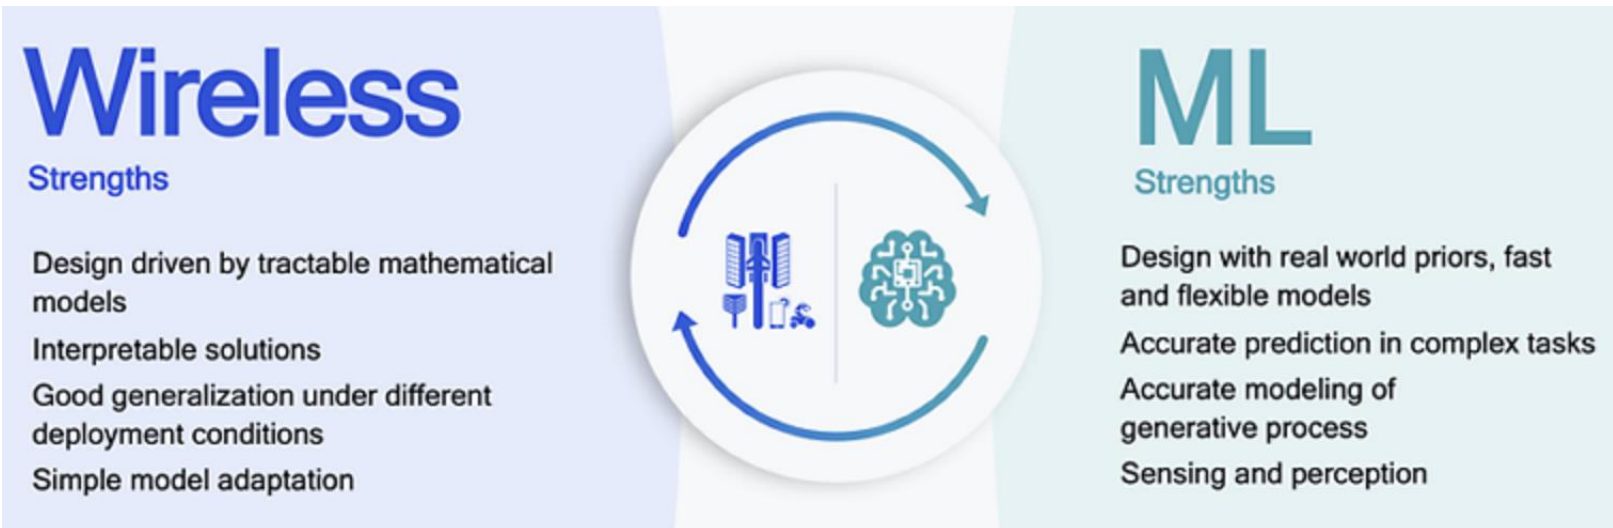 Wireless
Strengths
Design driven by tractable mathematical
models
Interpretable solutions
Good generalization under different
deployment conditions
Simple model adaptation
ML
Strengths
Design with real world priors, fast
and flexible models
Accurate prediction in complex tasks
Accurate modeling of
generative process
Sensing and perception